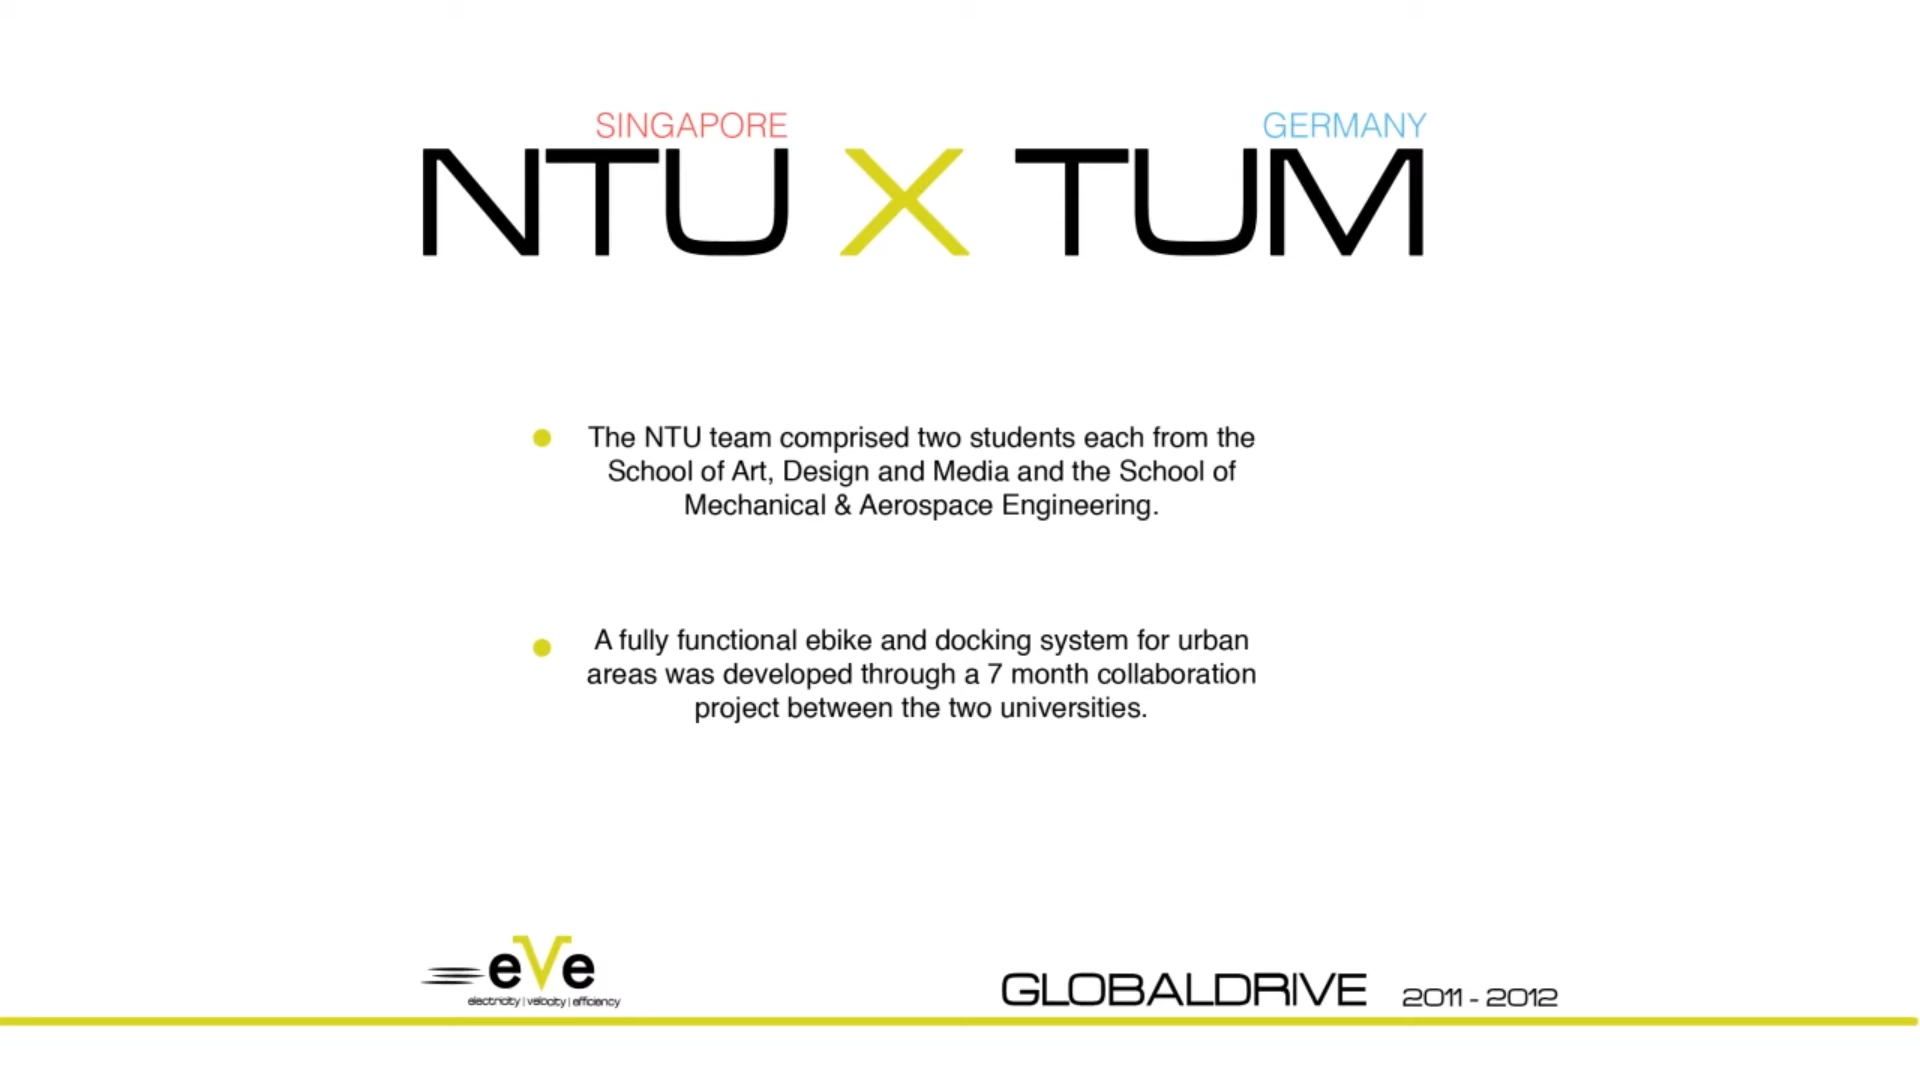 SINGAPORE GERMANY
NTU X TUM
The NTU team comprised two students each from the
School of Art, Design and Media and the School of
Mechanical & Aerospace Engineering.
A fully functional ebike and docking system for urban
areas was developed through a 7 month collaboration
project between the two universities.
eVe
electricity | velocity | efficiency
GLOBALDRIVE 2011 - 2012